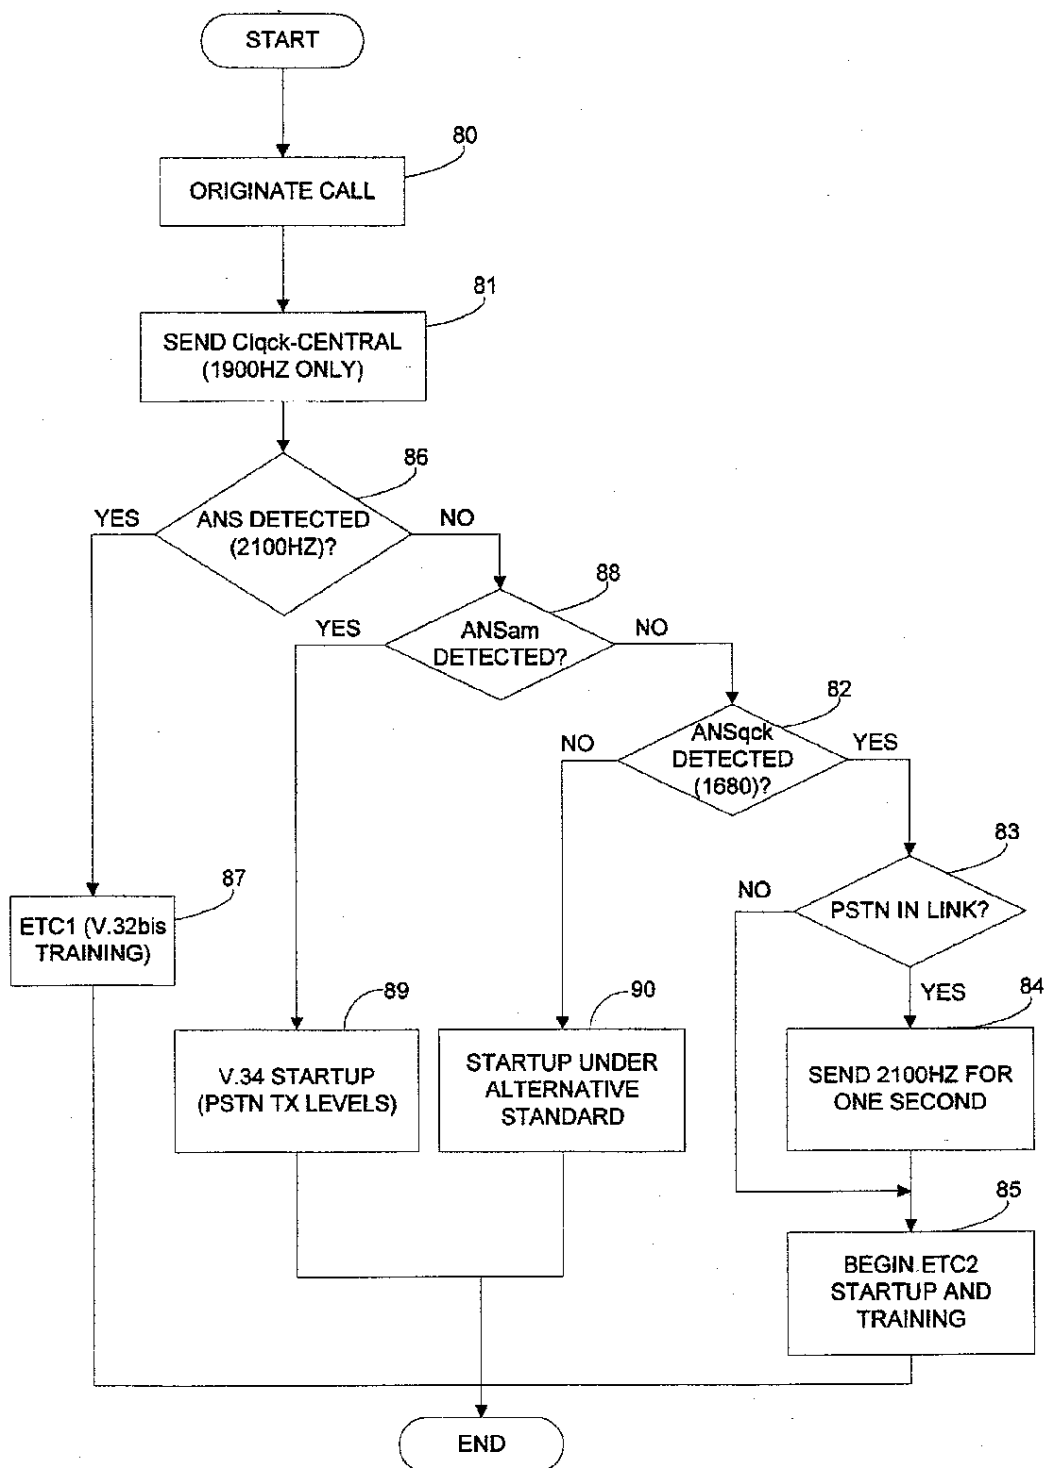 START
80
ORIGINATE CALL
81
SEND CIqck-CENTRAL
(1900HZ ONLY)
86
YES
ANS DETECTED
(2100HZ)?
NO
88
YES
ANSam
DETECTED?
NO
82
NO
ANSqck
DETECTED
(1680)?
YES
83
NO
PSTN IN LINK?
87
ETC1 (V.32bis
TRAINING)
YES
84
89
90
V.34 STARTUP
(PSTN TX LEVELS)
STARTUP UNDER
ALTERNATIVE
STANDARD
SEND 2100HZ FOR
ONE SECOND
85
BEGIN ETC2
STARTUP AND
TRAINING
END